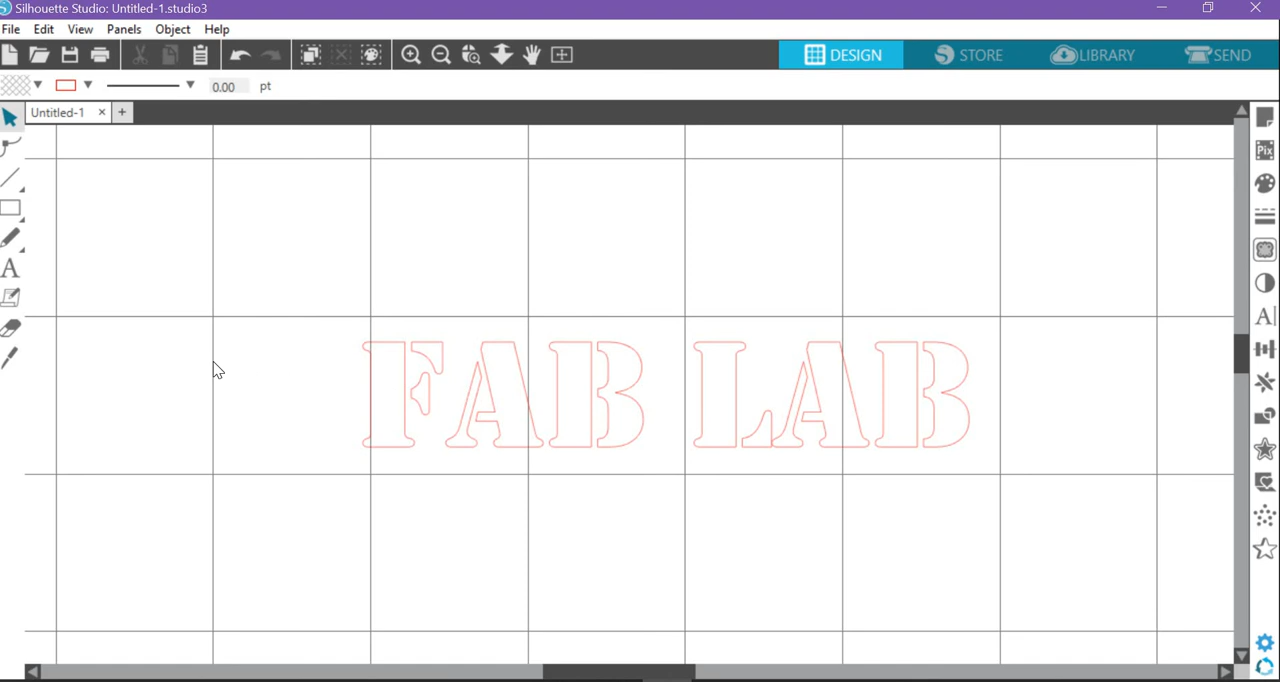 Silhouette Studio: Untitled-1.studio3
File Edit View Panels Object Help
DESIGN STORE LIBRARY SEND
0.00 pt
Untitled-1 × +
A
Pix
A
FAB LAB